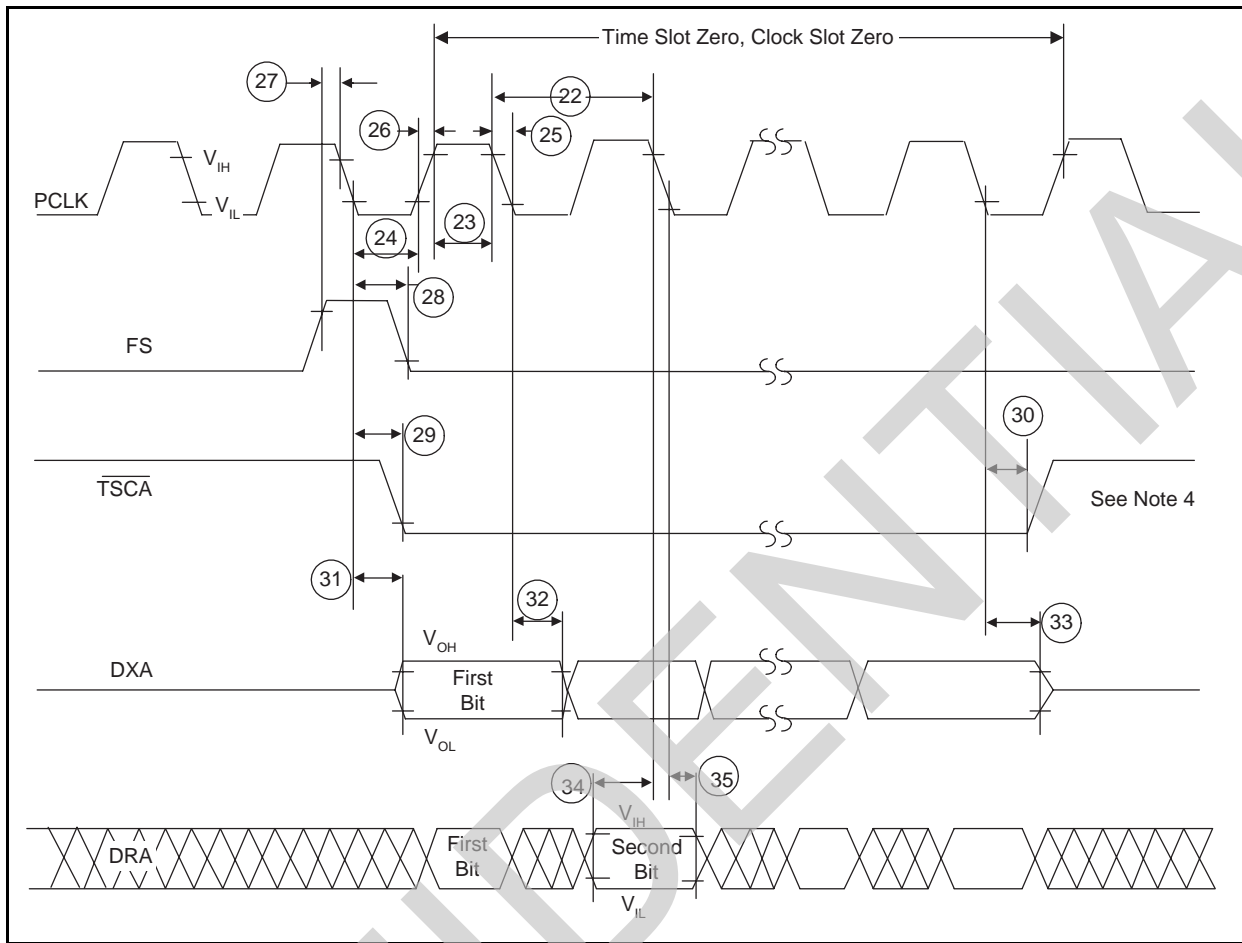 Time Slot Zero, Clock Slot Zero
27
22
26
25
V_IH
PCLK
V_IL
24
23
28
FS
29
30
TSCA
See Note 4
31
32
33
V_OH
DXA
First
Bit
V_OL
34
35
V_IH
DRA
First
Bit
Second
Bit
V_IL
IDENTIAL